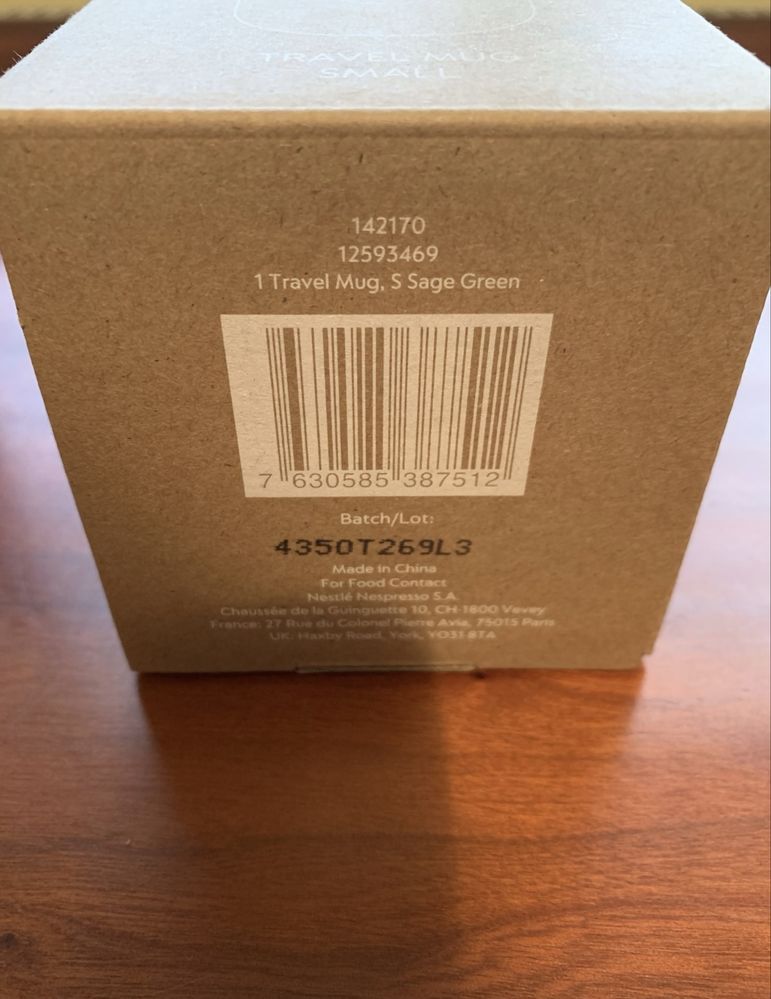 TRAVEL MUG
SMALL
142170
12593469
1 Travel Mug, S Sage Green
7 630585 387512
Batch/Lot:
4350T269L3
Made in China
For Food Contact
Nestlé Nespresso S.A.
Chaussée de la Guinguette 10, CH-1800 Vevey
France: 27 Rue du Colonel Pierre Avia, 75015 Paris
UK: Haxby Road, York, YO31 8TA